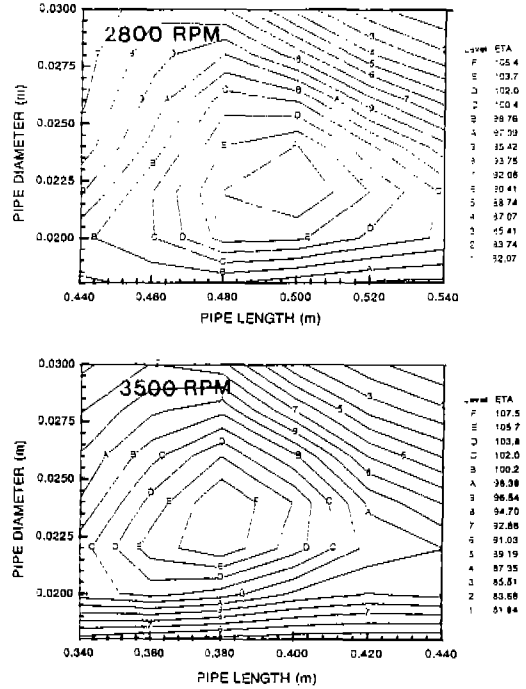 2800 RPM
0.0300
0.0275
0.0250
0.0225
0.0200
PIPE DIAMETER (m)
0.440 0.460 0.480 0.500 0.520 0.540
PIPE LENGTH (m)
Level ETA
F 105.4
E 103.7
D 102.0
C 100.4
B 98.76
A 97.09
9 95.42
8 93.75
7 92.08
6 90.41
5 88.74
4 87.07
3 85.41
2 83.74
1 82.07
3500 RPM
0.0300
0.0275
0.0250
0.0225
0.0200
PIPE DIAMETER (m)
0.340 0.360 0.380 0.400 0.420 0.440
PIPE LENGTH (m)
Level ETA
F 107.5
E 105.7
D 103.8
C 102.0
B 100.2
A 98.38
9 96.54
8 94.70
7 92.86
6 91.03
5 89.19
4 87.35
3 85.51
2 83.68
1 81.84